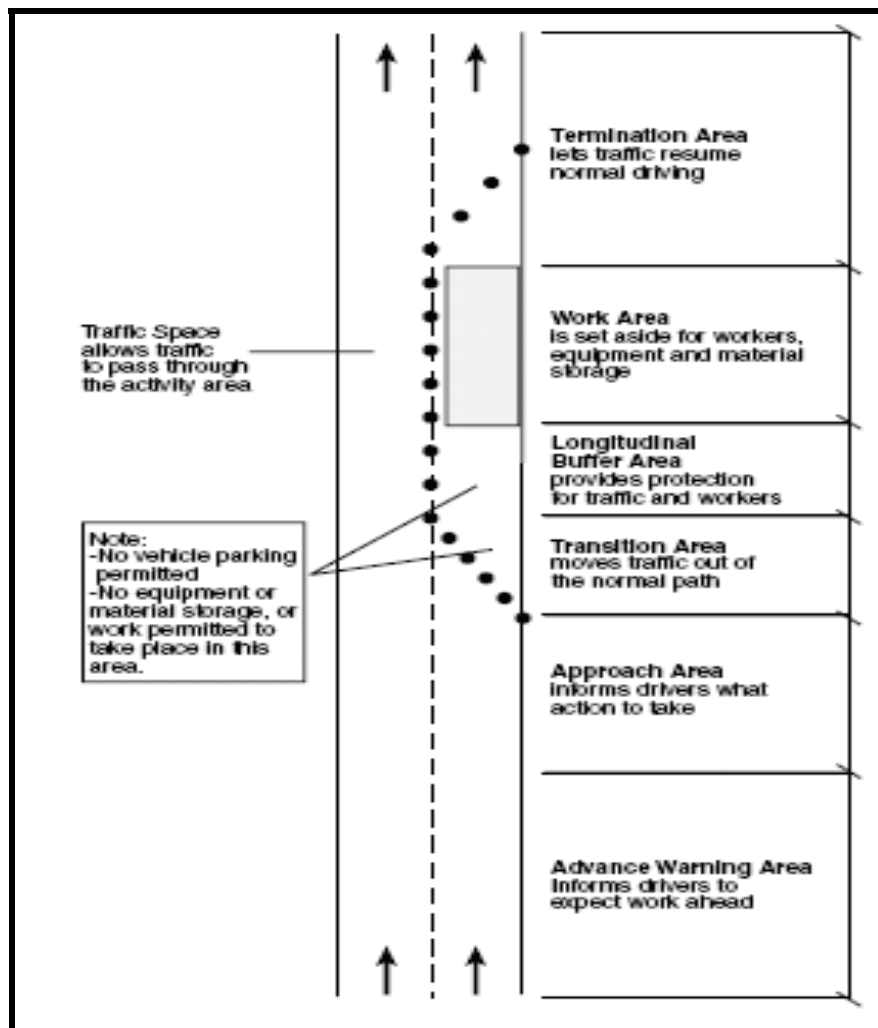 Termination Area
lets traffic resume
normal driving
Traffic Space
allows traffic
to pass through
the activity area
Work Area
is set aside for workers,
equipment and material
storage
Longitudinal
Buffer Area
provides protection
for traffic and workers
Note:
-No vehicle parking
permitted
-No equipment or
material storage, or
work permitted to
take place in this
area.
Transition Area
moves traffic out of
the normal path
Approach Area
informs drivers what
action to take
Advance Warning Area
informs drivers to
expect work ahead